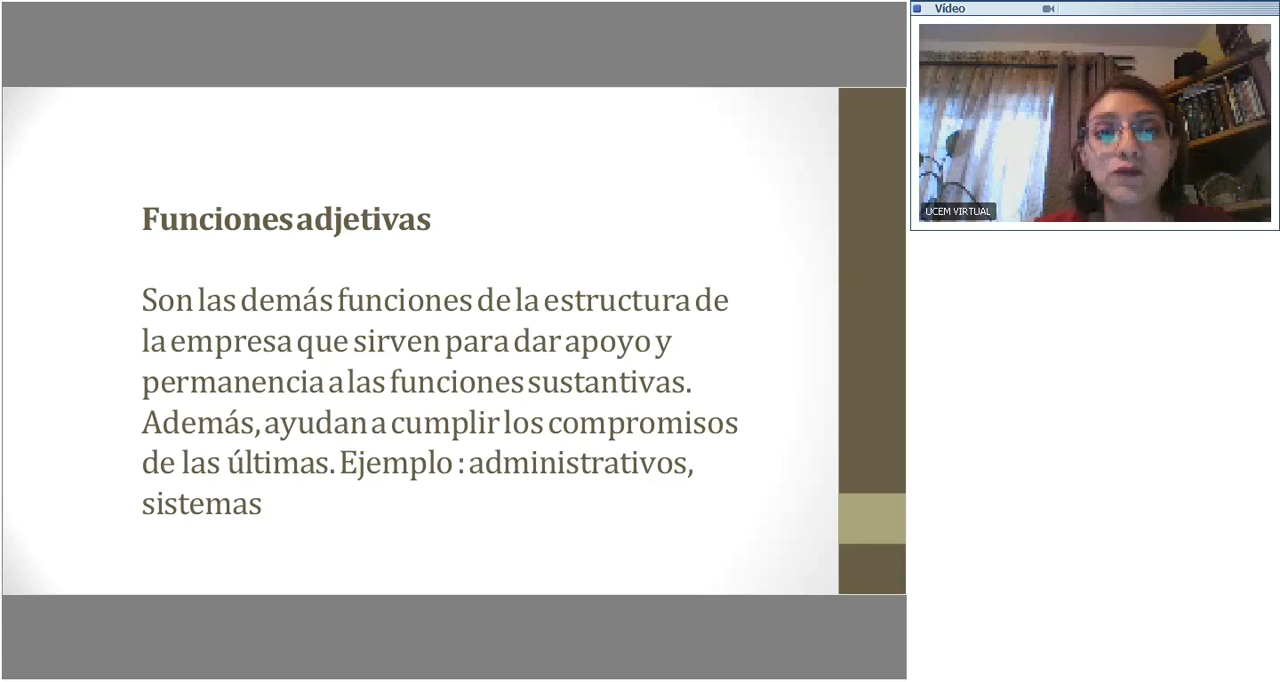 Vídeo
UCEM VIRTUAL
Funciones adjetivas
Son las demás funciones de la estructura de
la empresa que sirven para dar apoyo y
permanencia a las funciones sustantivas.
Además, ayudan a cumplir los compromisos
de las últimas. Ejemplo : administrativos,
sistemas